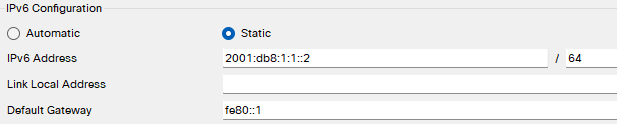 IPv6 Configuration
Automatic Static
IPv6 Address 2001:db8:1:1::2 / 64
Link Local Address
Default Gateway fe80::1